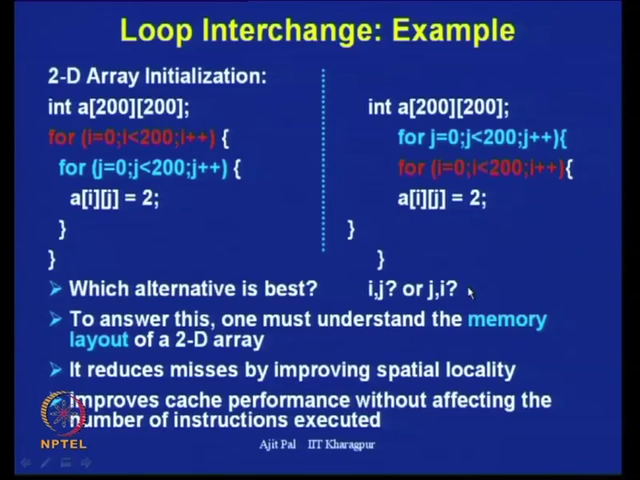 Loop Interchange: Example
2-D Array Initialization:
int a[200][200];
for (i=0;i<200;i++) {
for (j=0;j<200;j++) {
a[i][j] = 2;
}
}
int a[200][200];
for j=0;j<200;j++){
for (i=0;i<200;i++){
a[i][j] = 2;
}
}
Which alternative is best? i,j? or j,i?
To answer this, one must understand the memory
layout of a 2-D array
It reduces misses by improving spatial locality
Improves cache performance without affecting the
number of instructions executed
NPTEL
Ajit Pal IIT Kharagpur